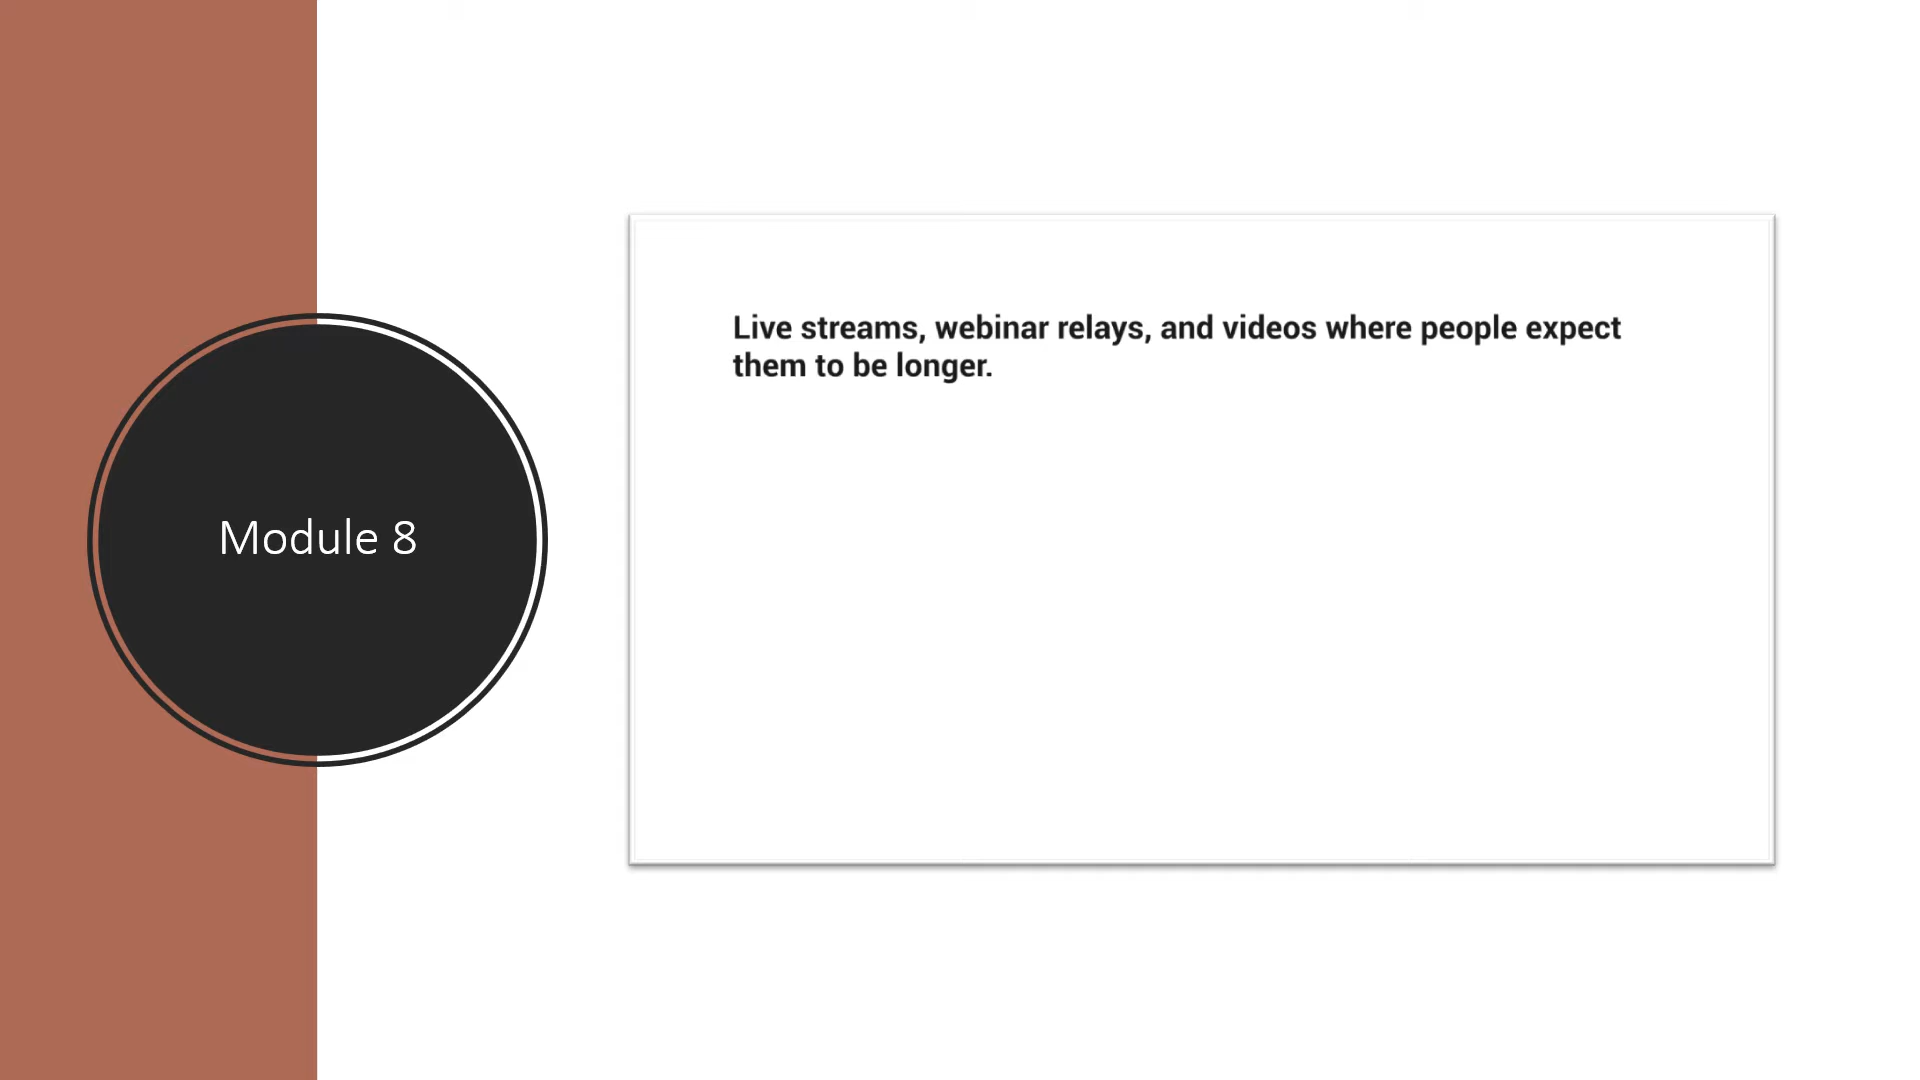 Module 8
Live streams, webinar relays, and videos where people expect
them to be longer.